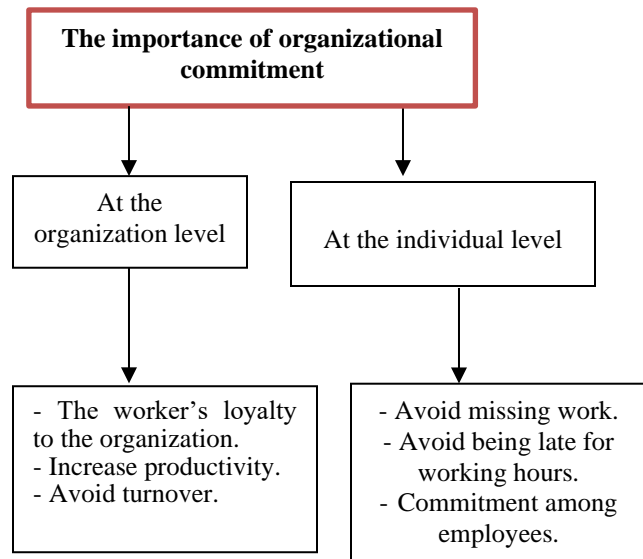 The importance of organizational
commitment
At the
organization level
At the individual level
- The worker's loyalty
to the organization.
- Increase productivity.
- Avoid turnover.
- Avoid missing work.
- Avoid being late for
working hours.
- Commitment among
employees.